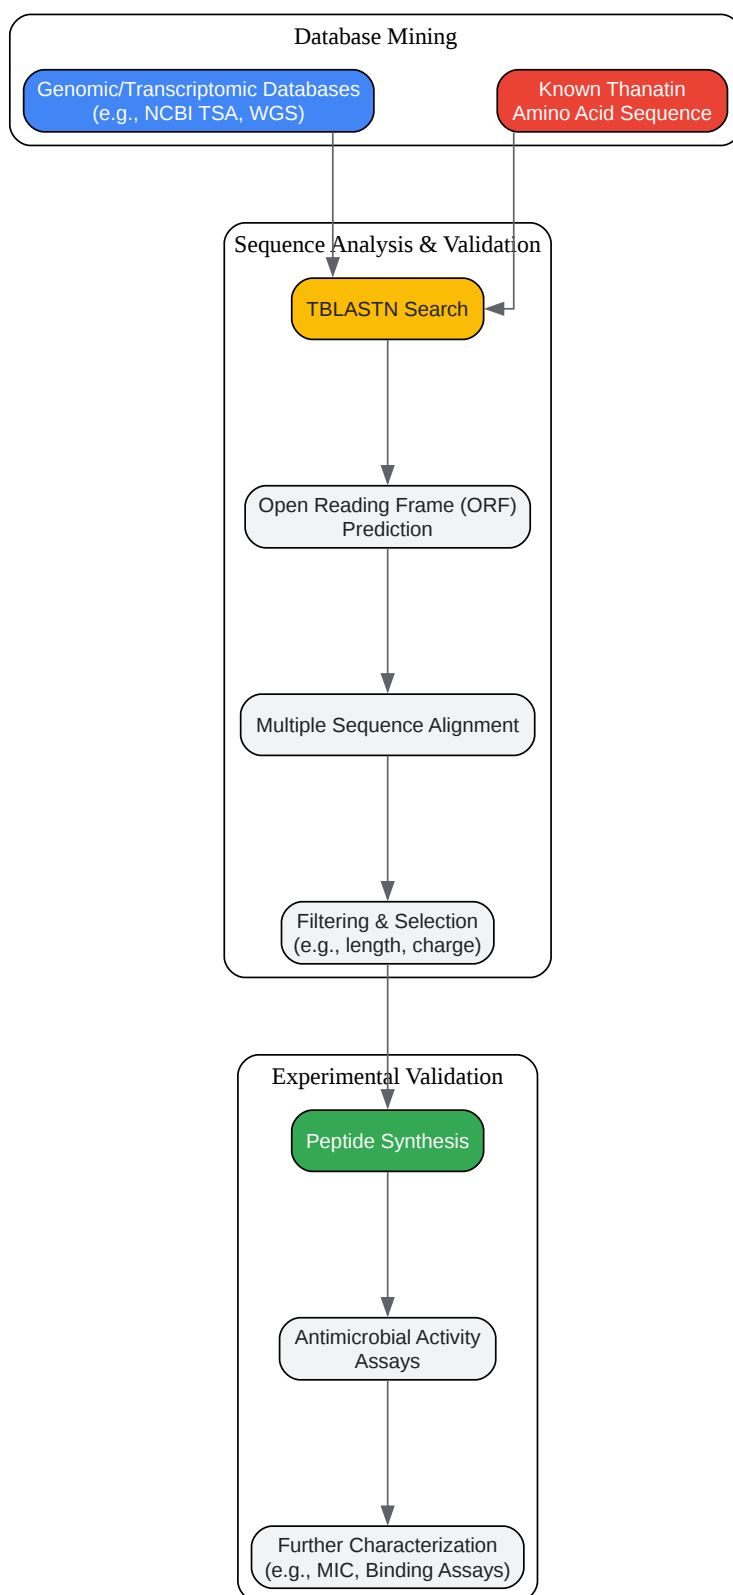 Database Mining
Genomic/Transcriptomic Databases
(e.g., NCBI TSA, WGS)
Known Thanatin
Amino Acid Sequence
Sequence Analysis & Validation
TBLASTN Search
Open Reading Frame (ORF)
Prediction
Multiple Sequence Alignment
Filtering & Selection
(e.g., length, charge)
Experimental Validation
Peptide Synthesis
Antimicrobial Activity
Assays
Further Characterization
(e.g., MIC, Binding Assays)